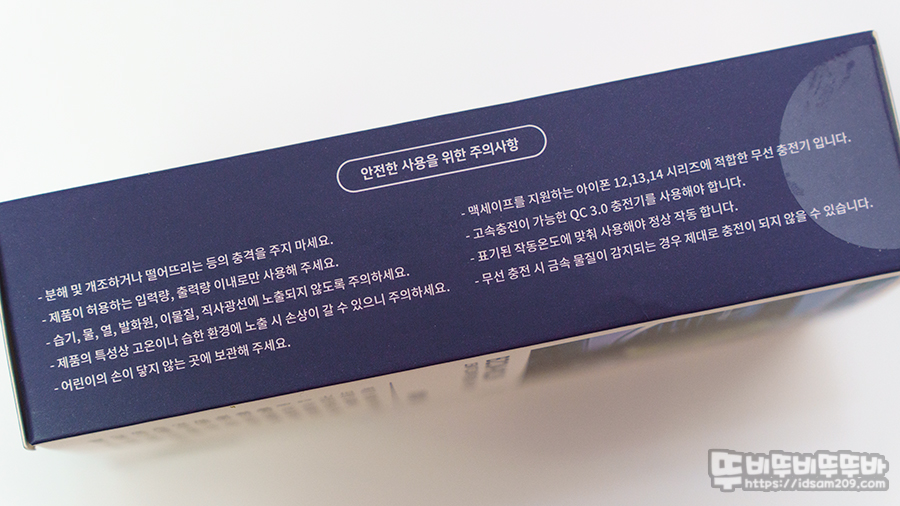 안전한 사용을 위한 주의사항
- 분해 및 개조하거나 떨어뜨리는 등의 충격을 주지 마세요.
- 제품이 허용하는 입력량, 출력량 이내로만 사용해 주세요.
- 습기, 물, 열, 발화원, 이물질, 직사광선에 노출되지 않도록 주의하세요.
- 제품의 특성상 고온이나 습한 환경에 노출 시 손상이 갈 수 있으니 주의하세요.
- 어린이의 손이 닿지 않는 곳에 보관해 주세요.
- 맥세이프를 지원하는 아이폰 12,13,14 시리즈에 적합한 무선 충전기 입니다.
- 고속충전이 가능한 QC 3.0 충전기를 사용해야 합니다.
- 표기된 작동온도에 맞춰 사용해야 정상 작동 합니다.
- 무선 충전 시 금속 물질이 감지되는 경우 제대로 충전이 되지 않을 수 있습니다.
뚜비뚜비뚜뚜바
https://idsam209.com/